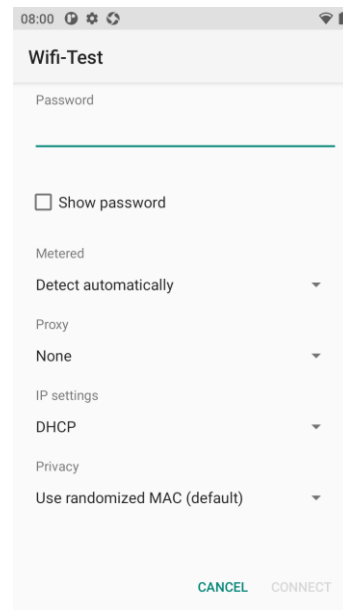 08:00
Wifi-Test
Password
Show password
Metered
Detect automatically
Proxy
None
IP settings
DHCP
Privacy
Use randomized MAC (default)
CANCEL CONNECT